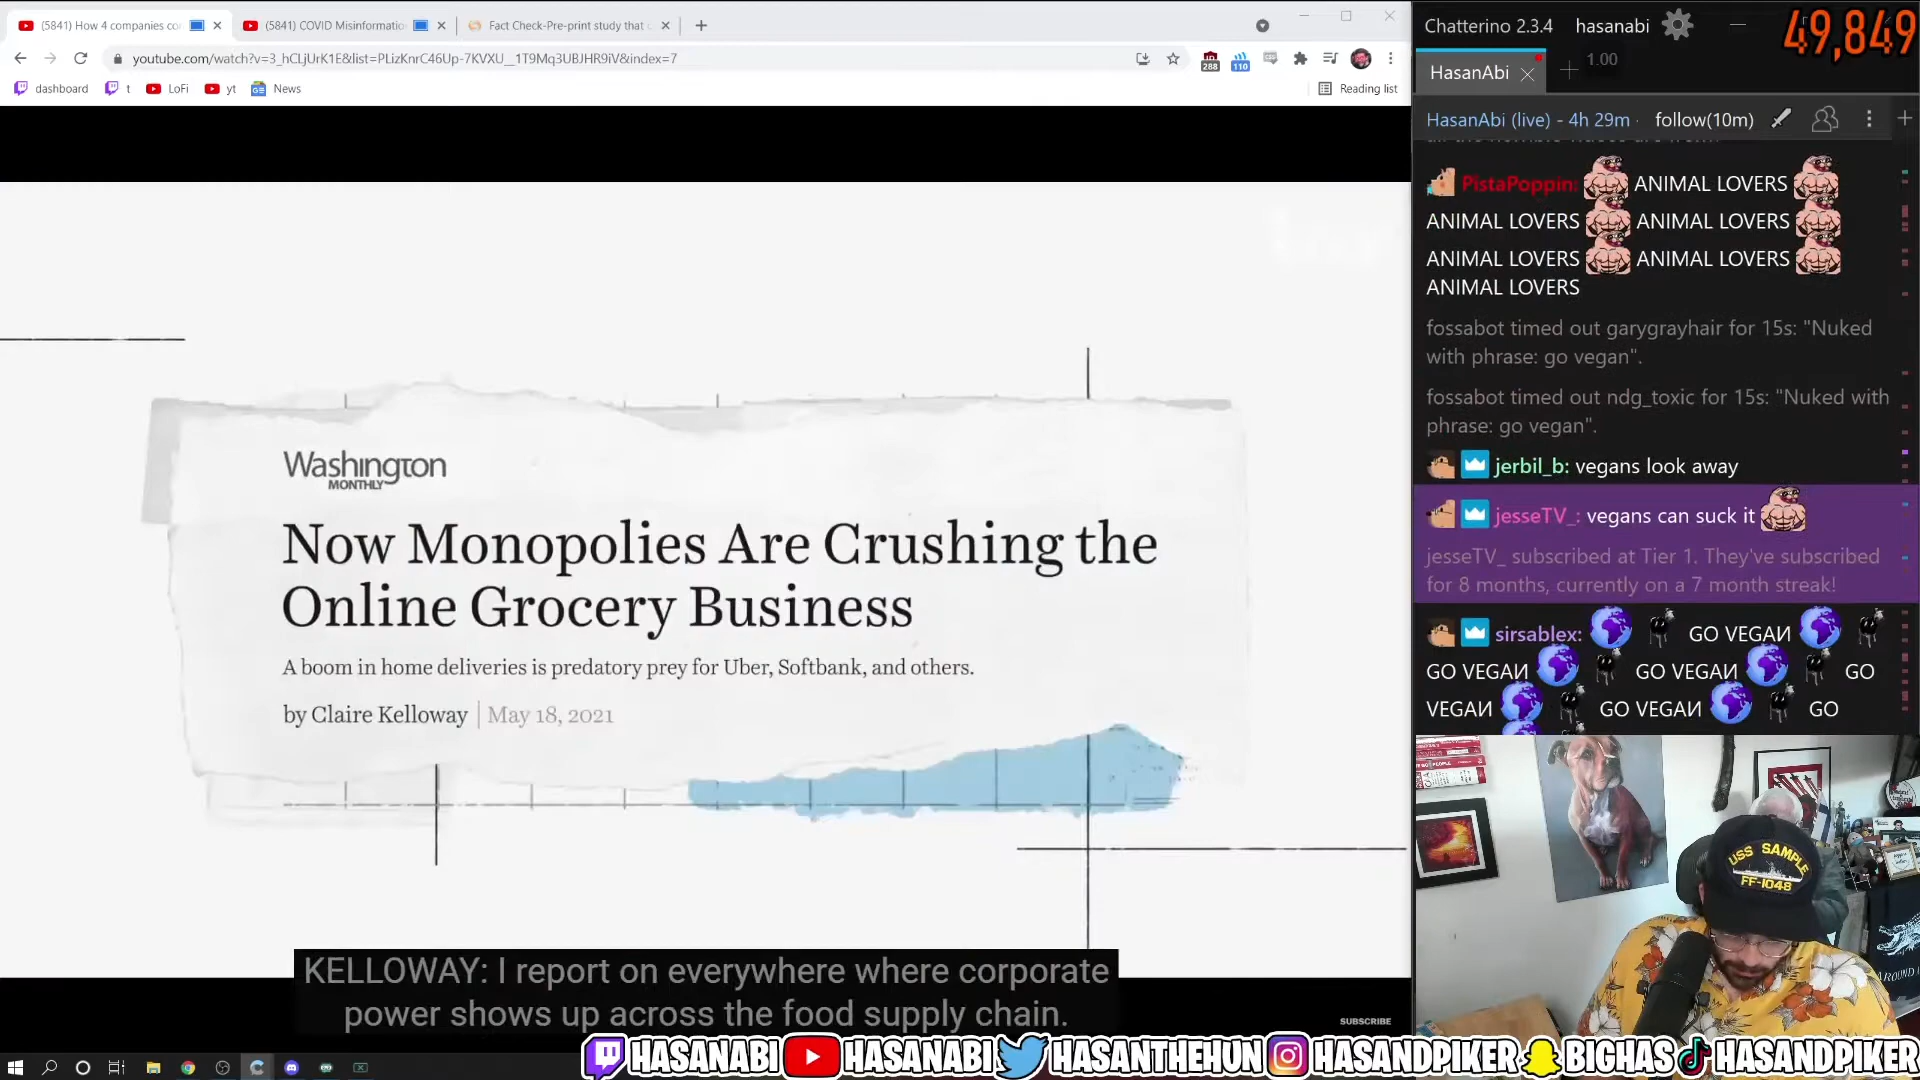 (5841) How 4 companies co
(5841) COVID Misinformatio
Fact Check-Pre-print study that c
youtube.com/watch?v=3_hCLjUrK1E&list=PLizKnrC46Up-7KVXU__1T9Mq3UBJHR9iV&index=7
288
110
dashboard
t
LoFi
yt
News
Reading list
Washington
MONTHLY
Now Monopolies Are Crushing the
Online Grocery Business
A boom in home deliveries is predatory prey for Uber, Softbank, and others.
by Claire Kelloway | May 18, 2021
KELLOWAY: I report on everywhere where corporate
power shows up across the food supply chain.
SUBSCRIBE
Chatterino 2.3.4 hasanabi
49,849
HasanAbi
1.00
HasanAbi (live) - 4h 29m · follow(10m)
PistaPoppin: ANIMAL LOVERS
ANIMAL LOVERS ANIMAL LOVERS
ANIMAL LOVERS ANIMAL LOVERS
ANIMAL LOVERS
fossabot timed out garygrayhair for 15s: "Nuked
with phrase: go vegan".
fossabot timed out ndg_toxic for 15s: "Nuked with
phrase: go vegan".
jerbil_b: vegans look away
jesseTV_: vegans can suck it
jesseTV_ subscribed at Tier 1. They've subscribed
for 8 months, currently on a 7 month streak!
sirsablex: GO VEGAИ
GO VEGAИ GO VEGAИ GO
VEGAИ GO VEGAИ GO
USS SAMPLE
FF-1048
HASANABI HASANABI HASANTHEHUN HASANDPIKER BIGHAS HASANDPIKER